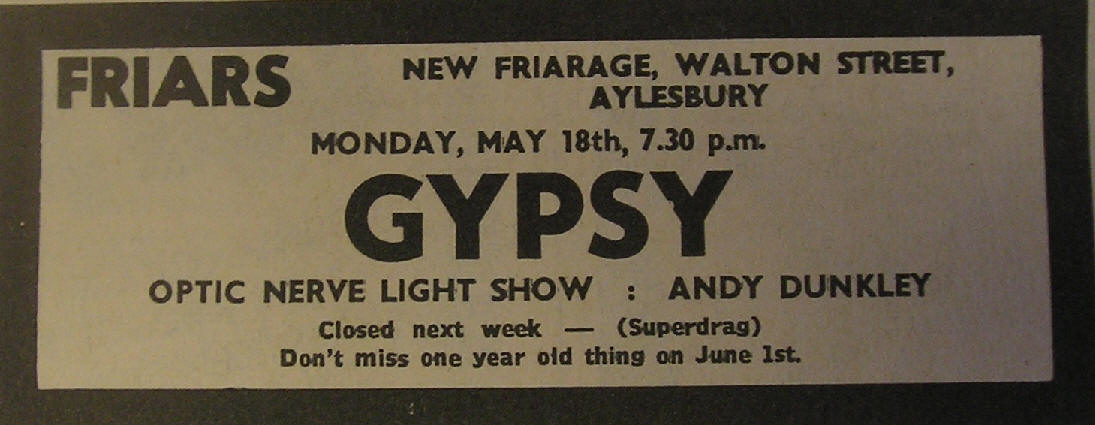 FRIARS
NEW FRIARAGE, WALTON STREET,
AYLESBURY
MONDAY, MAY 18th, 7.30 p.m.
GYPSY
OPTIC NERVE LIGHT SHOW : ANDY DUNKLEY
Closed next week — (Superdrag)
Don't miss one year old thing on June 1st.